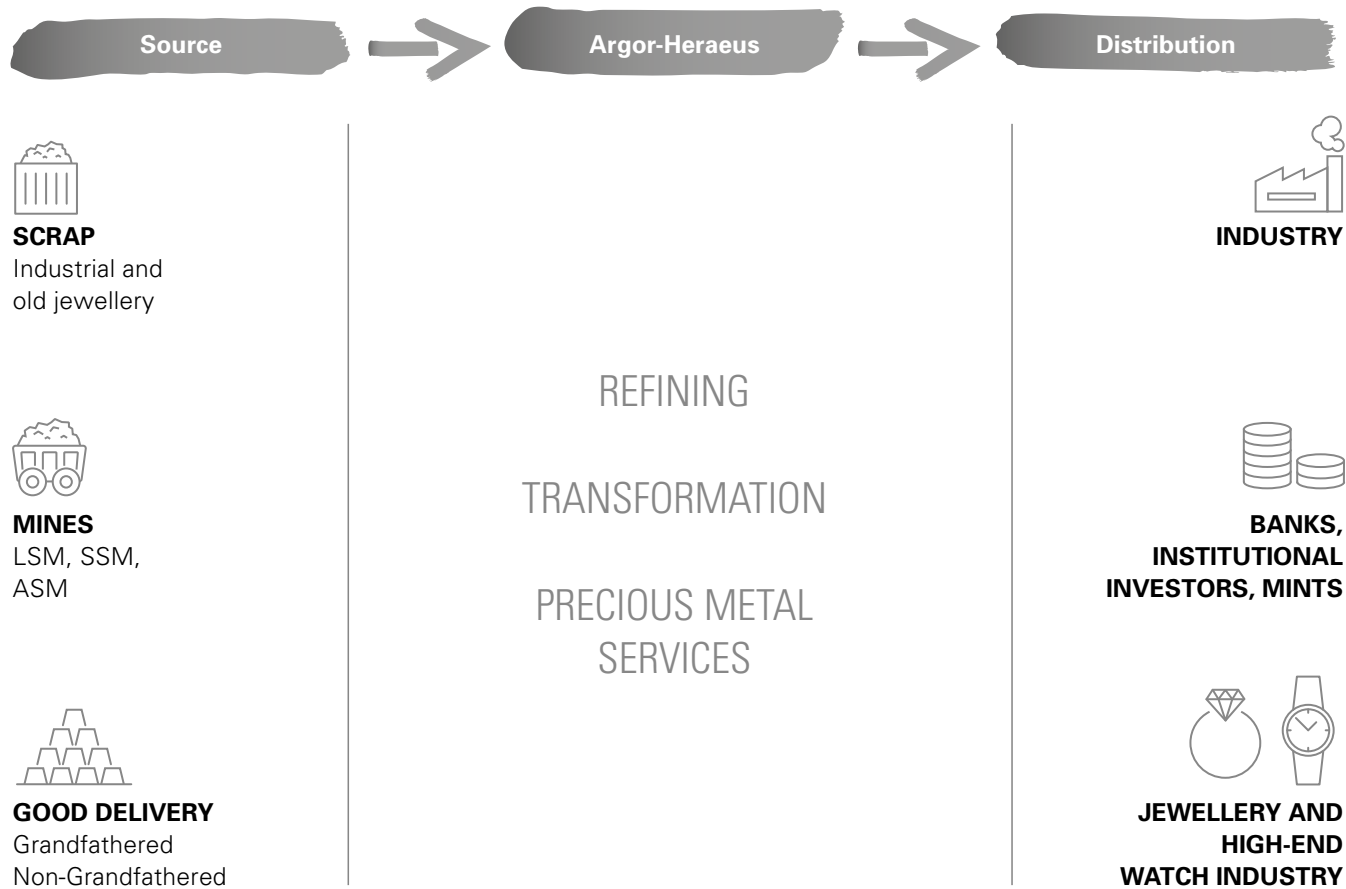 Source
Argor-Heraeus
Distribution
SCRAP
Industrial and
old jewellery
MINES
LSM, SSM,
ASM
GOOD DELIVERY
Grandfathered
Non-Grandfathered
REFINING
TRANSFORMATION
PRECIOUS METAL
SERVICES
INDUSTRY
BANKS,
INSTITUTIONAL
INVESTORS, MINTS
JEWELLERY AND
HIGH-END
WATCH INDUSTRY